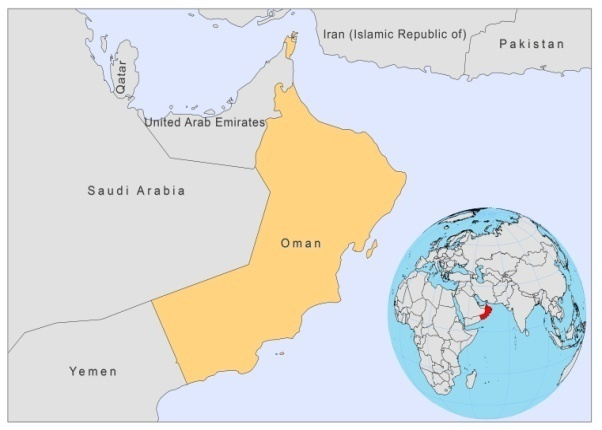 Iran (Islamic Republic of)
Pakistan
Qatar
United Arab Emirates
Saudi Arabia
Oman
Yemen